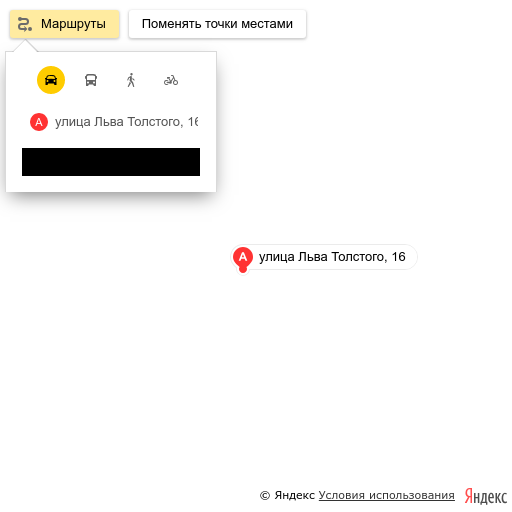 Маршруты
Поменять точки местами
A улица Льва Толстого, 16
A улица Льва Толстого, 16
© Яндекс Условия использования Яндекс